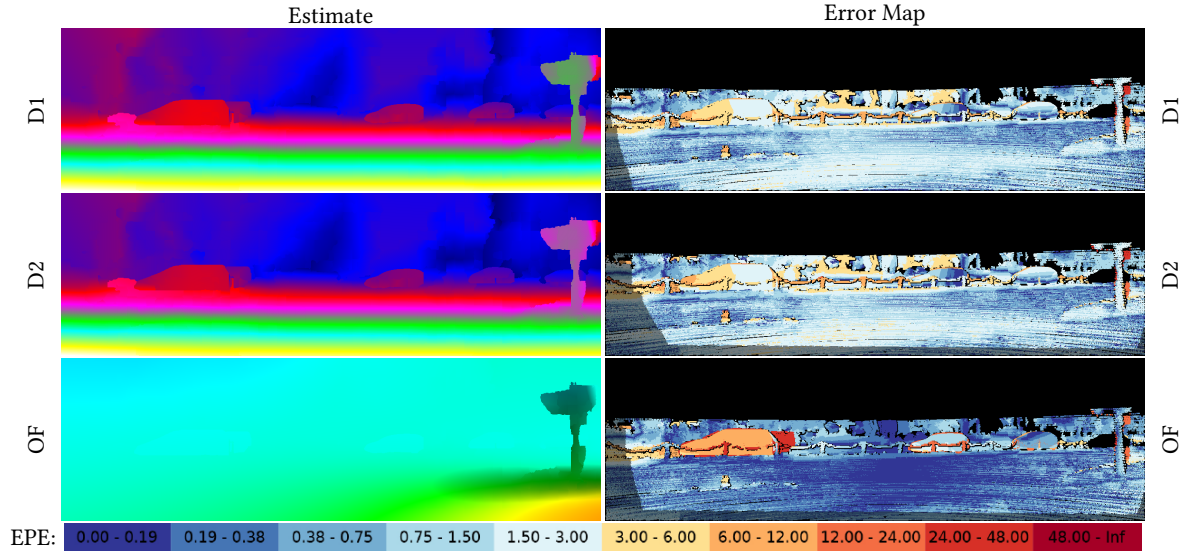 Estimate Error Map
D1 D1
D2 D2
OF OF
EPE: 0.00 - 0.19 0.19 - 0.38 0.38 - 0.75 0.75 - 1.50 1.50 - 3.00 3.00 - 6.00 6.00 - 12.00 12.00 - 24.00 24.00 - 48.00 48.00 - Inf